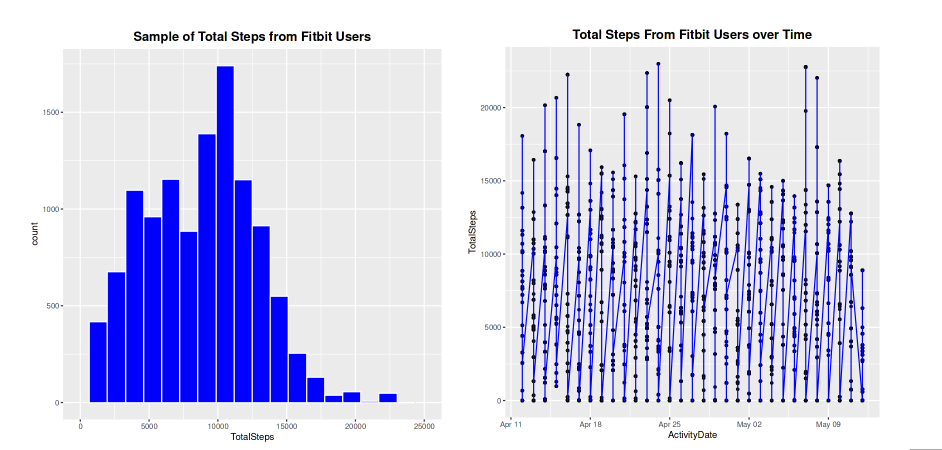 Sample of Total Steps from Fitbit Users
1500
1000
500
0
count
0 5000 10000 15000 20000 25000
TotalSteps
Total Steps From Fitbit Users over Time
20000
15000
10000
5000
0
TotalSteps
Apr 11 Apr 18 Apr 25 May 02 May 09
ActivityDate